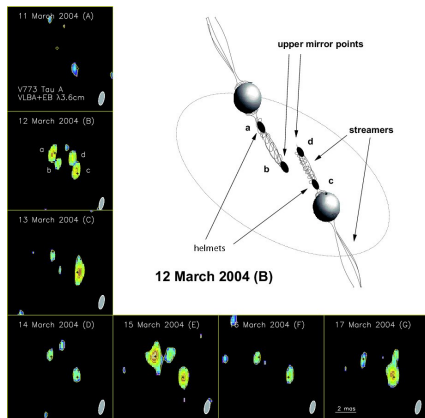 11 March 2004 (A)
V773 Tau A
VLBA+EB λ3.6cm
12 March 2004 (B)
a
d
b
c
13 March 2004 (C)
14 March 2004 (D)
15 March 2004 (E)
16 March 2004 (F)
17 March 2004 (G)
2 mas
upper mirror points
a
d
streamers
b
c
helmets
12 March 2004 (B)